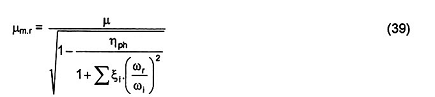 μm.r = μ / √(1 − ηph / (1 + ∑ ξi.(ωr / ωi)²)) (39)